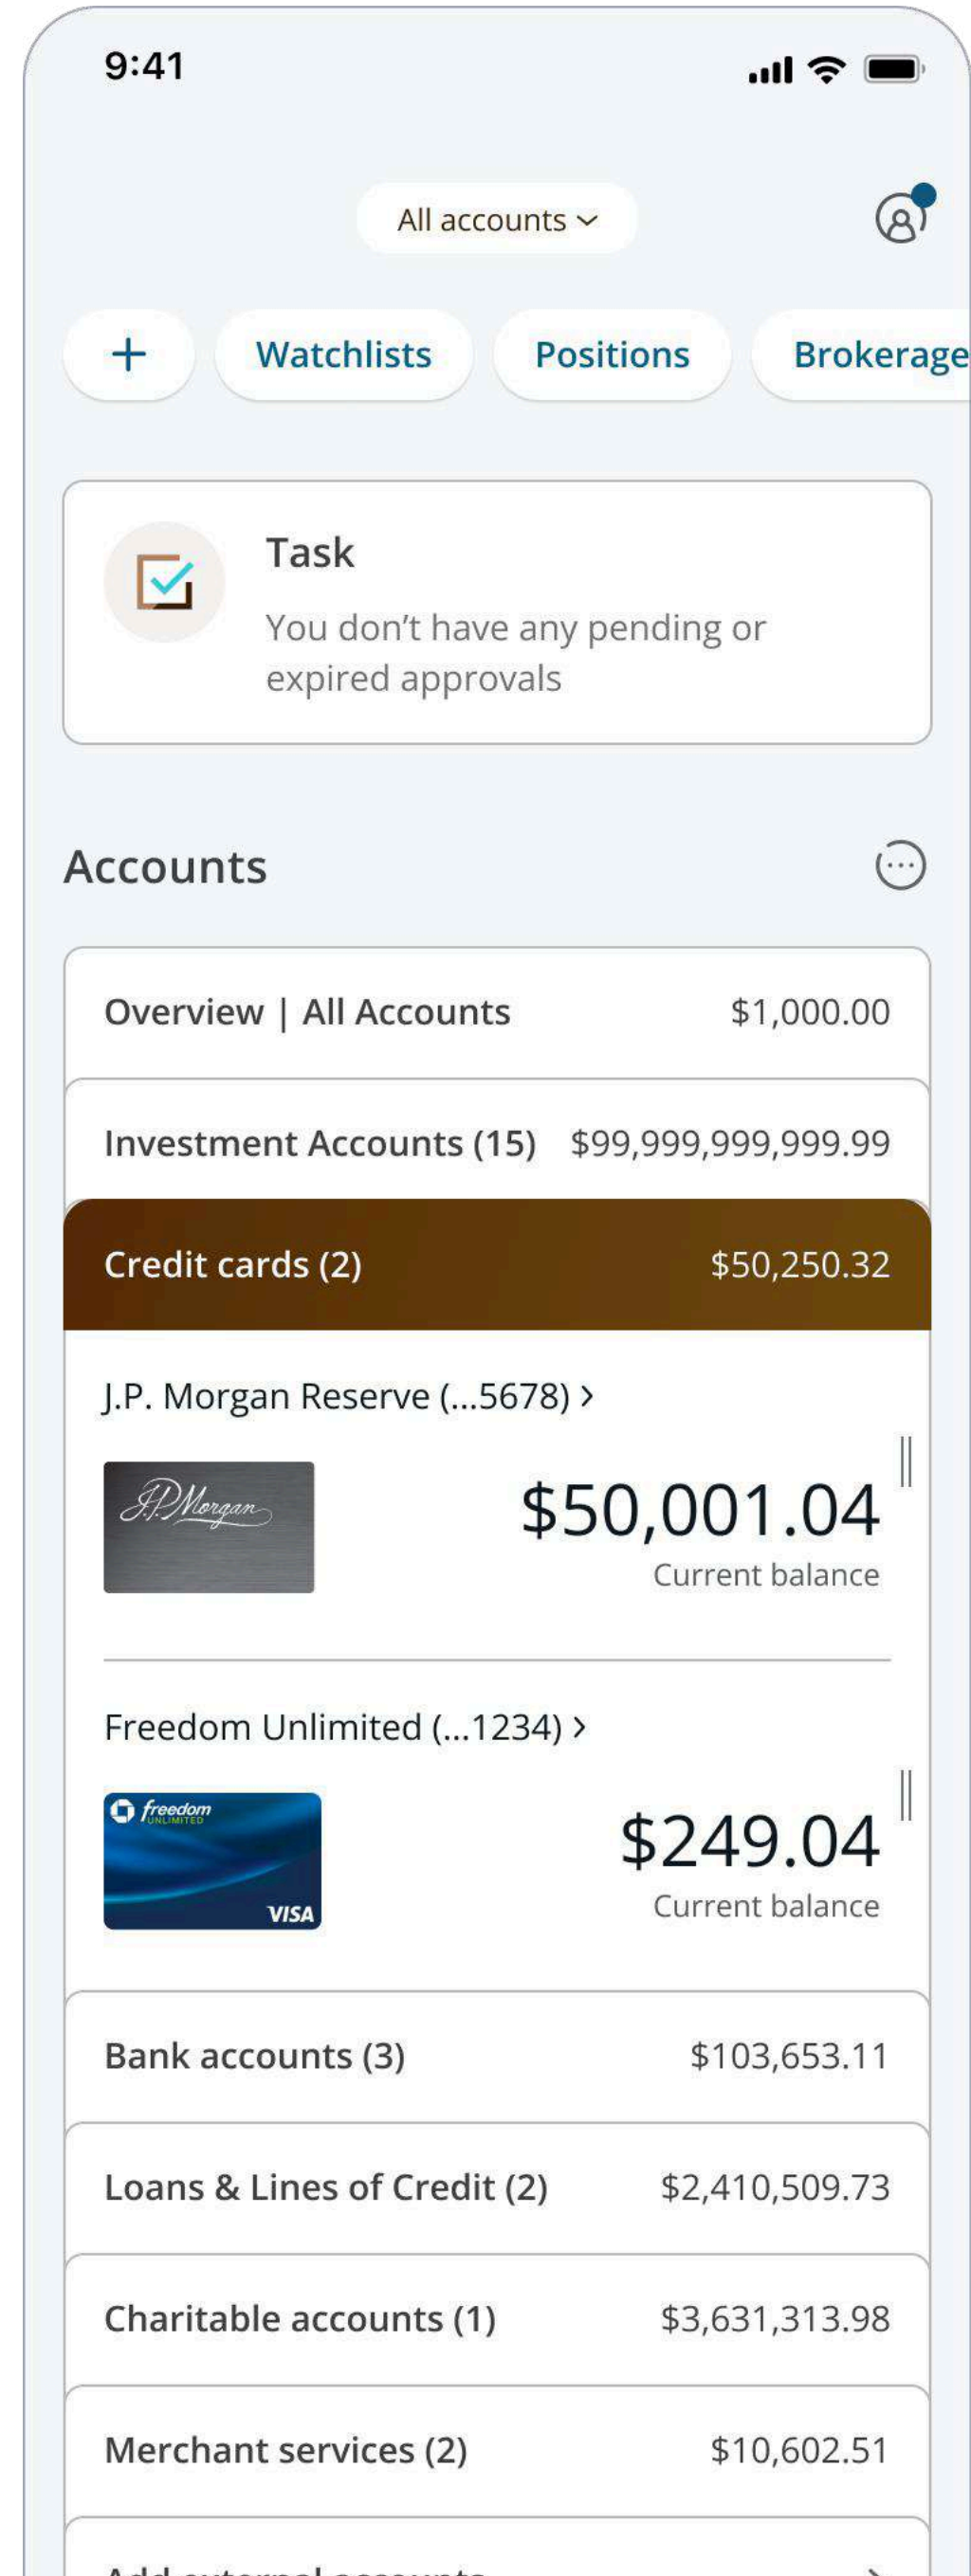 9:41
All accounts
+ Watchlists Positions Brokerage
Task
You don’t have any pending or
expired approvals
Accounts
Overview | All Accounts $1,000.00
Investment Accounts (15) $99,999,999,999.99
Credit cards (2) $50,250.32
J.P. Morgan Reserve (...5678) >
J.P.Morgan
$50,001.04
Current balance
Freedom Unlimited (...1234) >
freedom
UNLIMITED
VISA
$249.04
Current balance
Bank accounts (3) $103,653.11
Loans & Lines of Credit (2) $2,410,509.73
Charitable accounts (1) $3,631,313.98
Merchant services (2) $10,602.51
Add external accounts